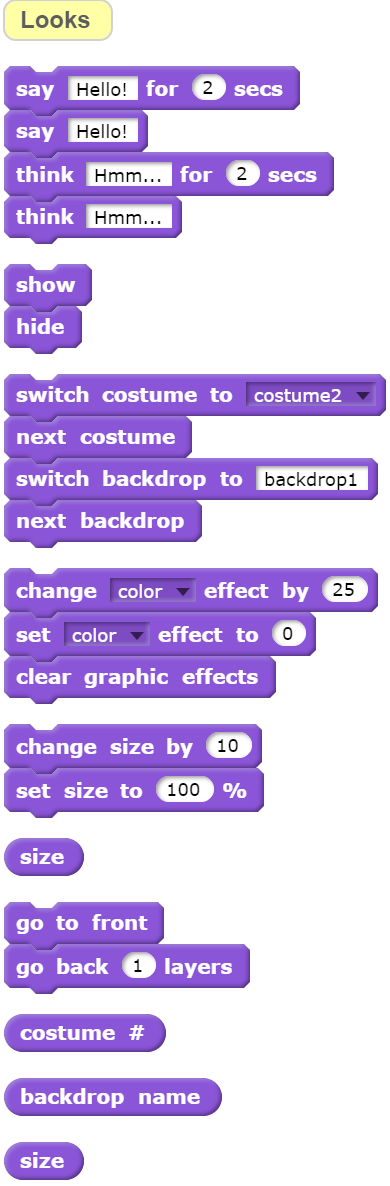 Looks
say Hello! for 2 secs
say Hello!
think Hmm... for 2 secs
think Hmm...
show
hide
switch costume to costume2
next costume
switch backdrop to backdrop1
next backdrop
change color effect by 25
set color effect to 0
clear graphic effects
change size by 10
set size to 100 %
size
go to front
go back 1 layers
costume #
backdrop name
size